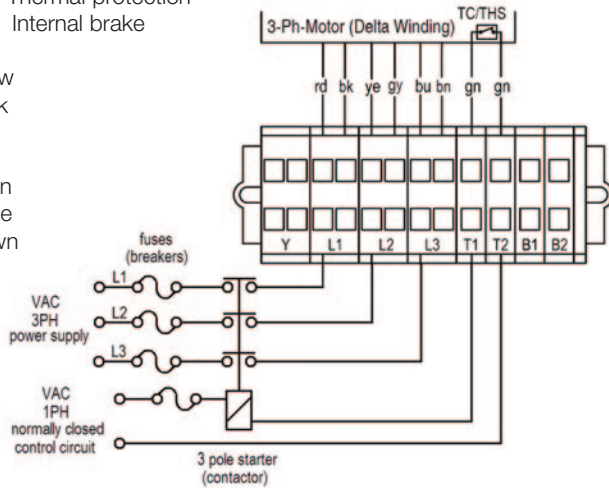 Thermal protection
Internal brake
3-Ph-Motor (Delta Winding)
TC/THS
rd bk ye gy bu bn gn gn
Y L1 L2 L3 T1 T2 B1 B2
fuses
(breakers)
L1
VAC
3PH
power supply
L2
L3
VAC
1PH
normally closed
control circuit
3 pole starter
(contactor)